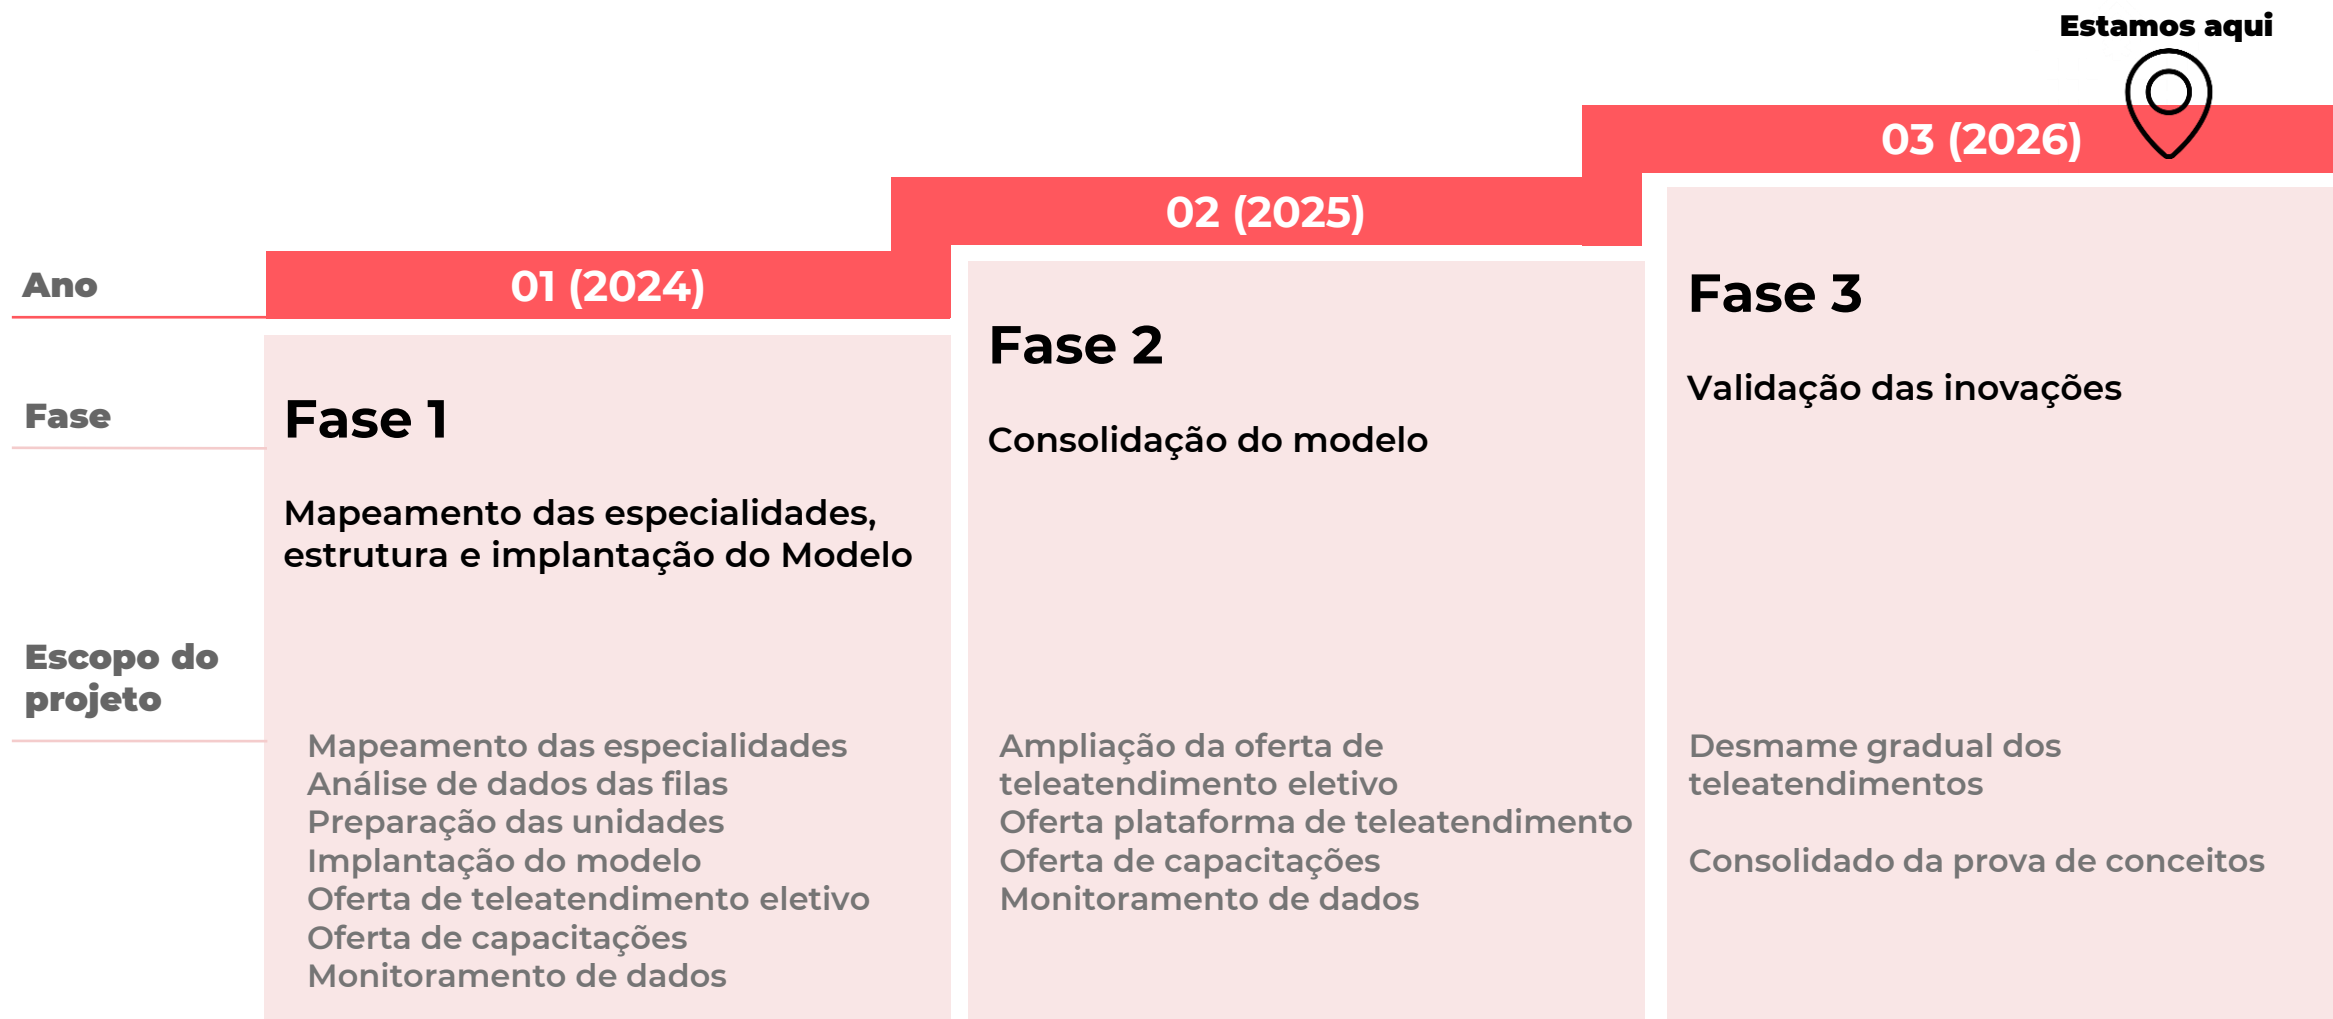 Estamos aqui
03 (2026)
02 (2025)
01 (2024)
Ano
Fase
Escopo do
projeto
Fase 1
Mapeamento das especialidades,
estrutura e implantação do Modelo
Mapeamento das especialidades
Análise de dados das filas
Preparação das unidades
Implantação do modelo
Oferta de teleatendimento eletivo
Oferta de capacitações
Monitoramento de dados
Fase 2
Consolidação do modelo
Ampliação da oferta de
teleatendimento eletivo
Oferta plataforma de teleatendimento
Oferta de capacitações
Monitoramento de dados
Fase 3
Validação das inovações
Desmame gradual dos
teleatendimentos
Consolidado da prova de conceitos